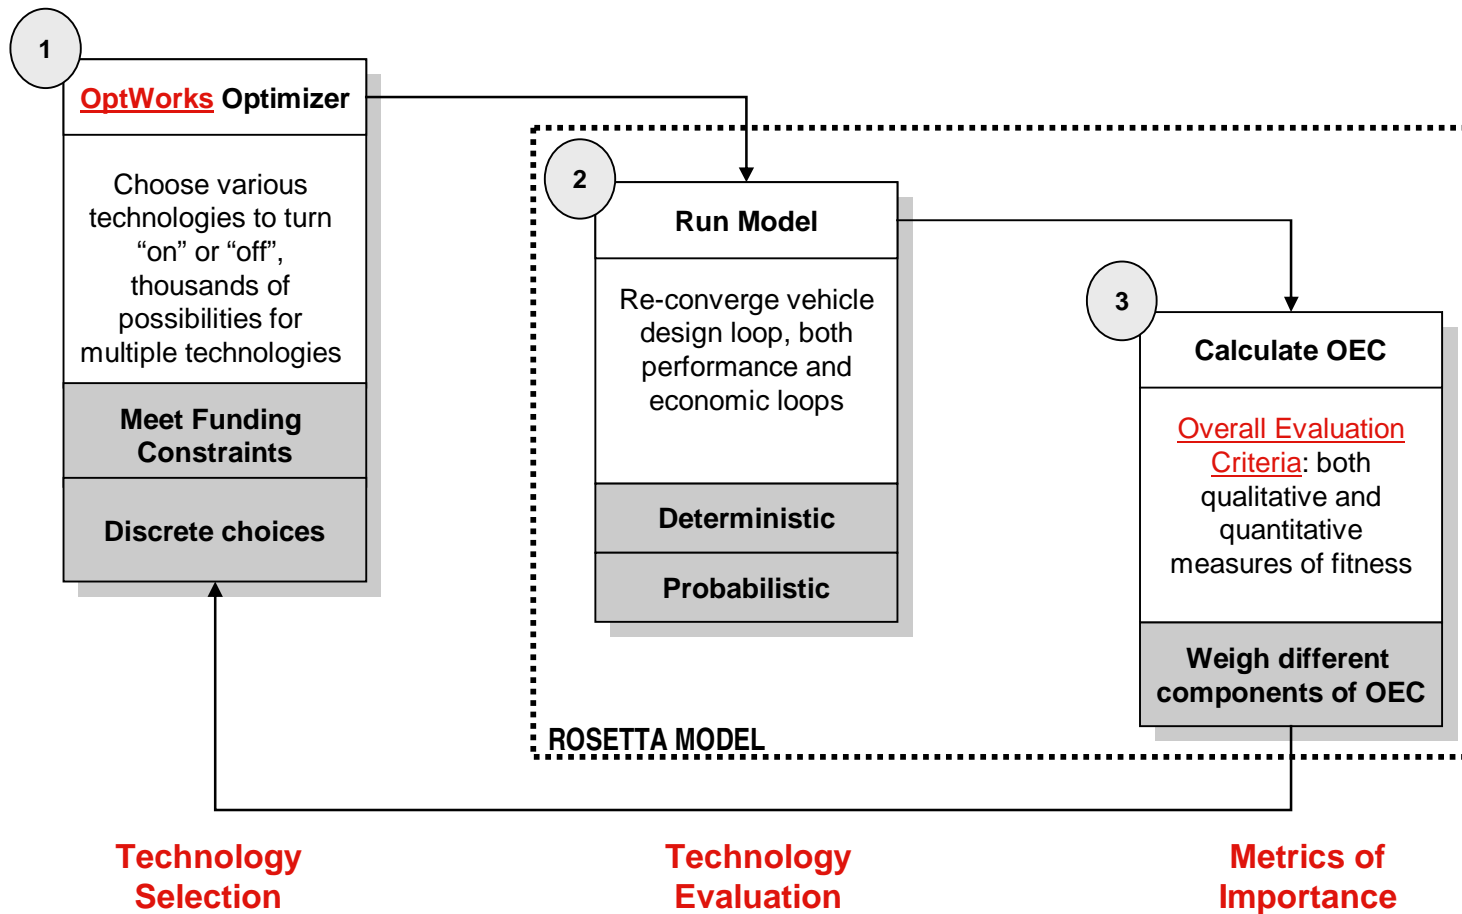 1
OptWorks Optimizer
Choose various
technologies to turn
“on” or “off”,
thousands of
possibilities for
multiple technologies
Meet Funding
Constraints
Discrete choices
2
Run Model
Re-converge vehicle
design loop, both
performance and
economic loops
Deterministic
Probabilistic
3
Calculate OEC
Overall Evaluation
Criteria: both
qualitative and
quantitative
measures of fitness
Weigh different
components of OEC
ROSETTA MODEL
Technology
Selection
Technology
Evaluation
Metrics of
Importance